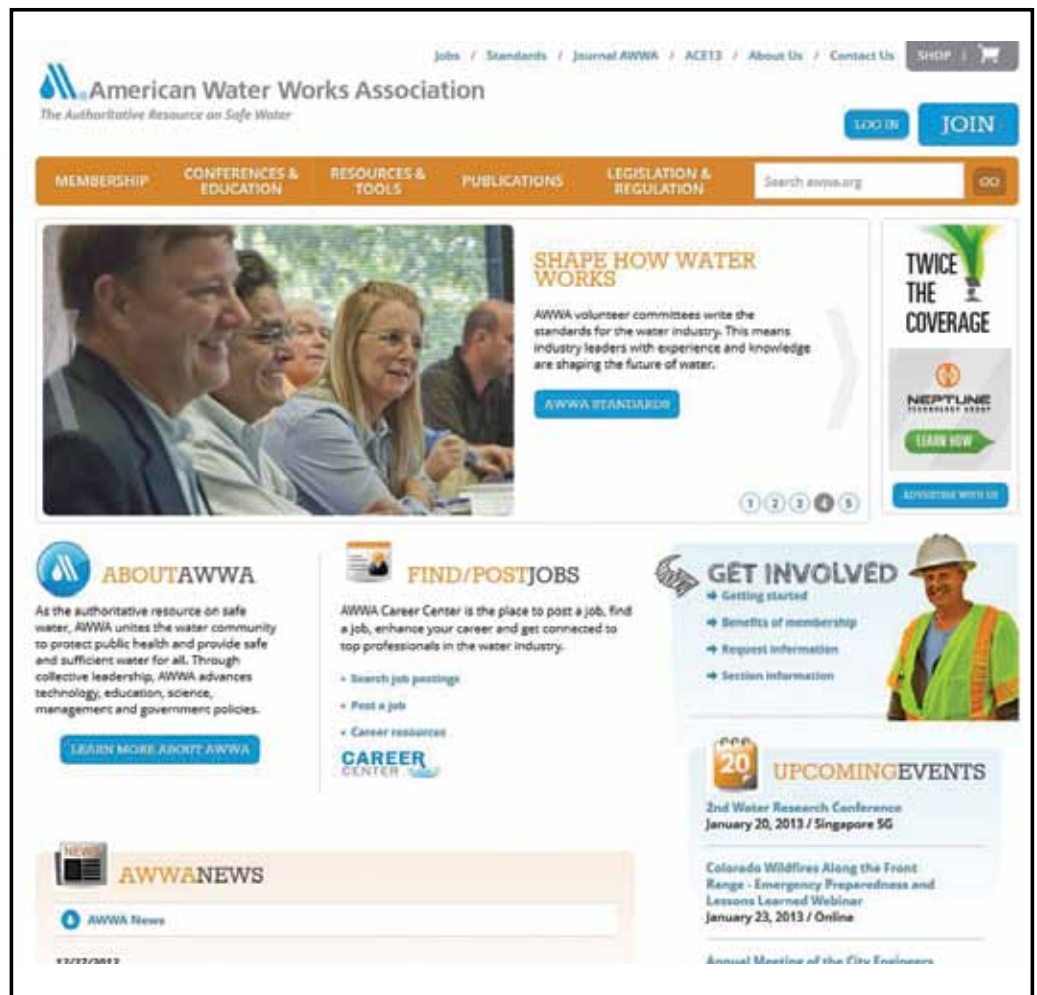 Jobs / Standards / Journal AWWA / ACE13 / About Us / Contact Us
SHOP
American Water Works Association
The Authoritative Resource on Safe Water
LOG IN
JOIN
MEMBERSHIP
CONFERENCES & EDUCATION
RESOURCES & TOOLS
PUBLICATIONS
LEGISLATION & REGULATION
Search awwa.org
GO
SHAPE HOW WATER
WORKS
AWWA volunteer committees write the
standards for the water industry. This means
industry leaders with experience and knowledge
are shaping the future of water.
AWWA STANDARDS
1 2 3 4 5
TWICE
THE
COVERAGE
NEPTUNE
TECHNOLOGY GROUP
LEARN HOW
ADVERTISE WITH US
ABOUTAWWA
As the authoritative resource on safe
water, AWWA unites the water community
to protect public health and provide safe
and sufficient water for all. Through
collective leadership, AWWA advances
technology, education, science,
management and government policies.
LEARN MORE ABOUT AWWA
FIND/POSTJOBS
AWWA Career Center is the place to post a job, find
a job, enhance your career and get connected to
top professionals in the water industry.
Search job postings
Post a job
Career resources
CAREER
CENTER
GET INVOLVED
Getting started
Benefits of membership
Request information
Section information
20
UPCOMINGEVENTS
2nd Water Research Conference
January 20, 2013 / Singapore SG
Colorado Wildfires Along the Front
Range - Emergency Preparedness and
Lessons Learned Webinar
January 23, 2013 / Online
Annual Meeting of the City Engineers
NEWS
AWWANEWS
AWWA News